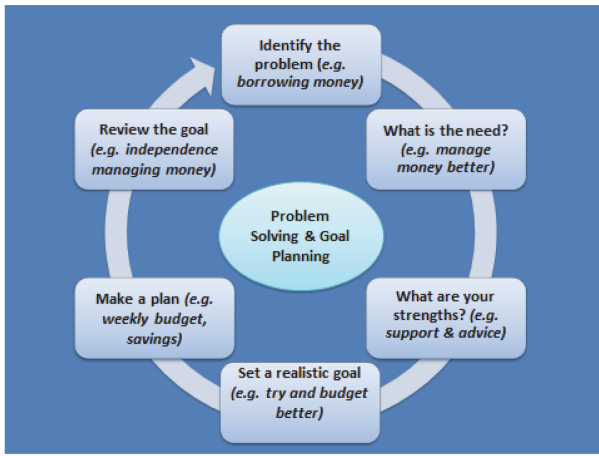 Identify the
problem (e.g.
borrowing money)
What is the need?
(e.g. manage
money better)
What are your
strengths? (e.g.
support & advice)
Set a realistic goal
(e.g. try and budget
better)
Make a plan (e.g.
weekly budget,
savings)
Review the goal
(e.g. independence
managing money)
Problem
Solving & Goal
Planning